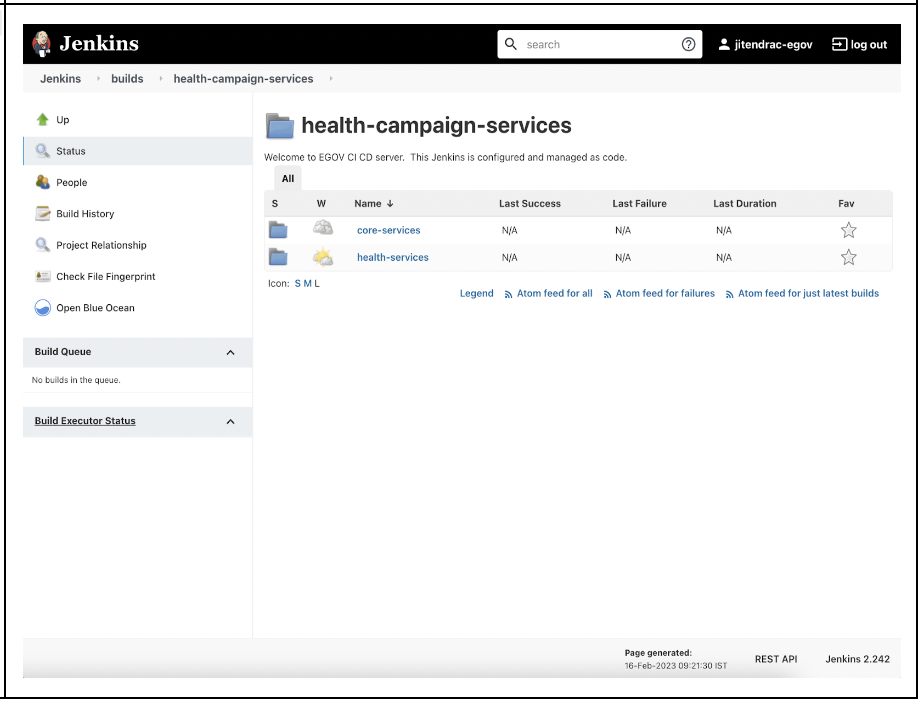 Jenkins
search
jitendrac-egov
log out
Jenkins
builds
health-campaign-services
Up
Status
People
Build History
Project Relationship
Check File Fingerprint
Open Blue Ocean
Build Queue
No builds in the queue.
Build Executor Status
health-campaign-services
Welcome to EGOV CI CD server. This Jenkins is configured and managed as code.
All
S W Name ↓ Last Success Last Failure Last Duration Fav
core-services N/A N/A N/A
health-services N/A N/A N/A
Icon: S M L
Legend Atom feed for all Atom feed for failures Atom feed for just latest builds
Page generated:
16-Feb-2023 09:21:30 IST
REST API
Jenkins 2.242